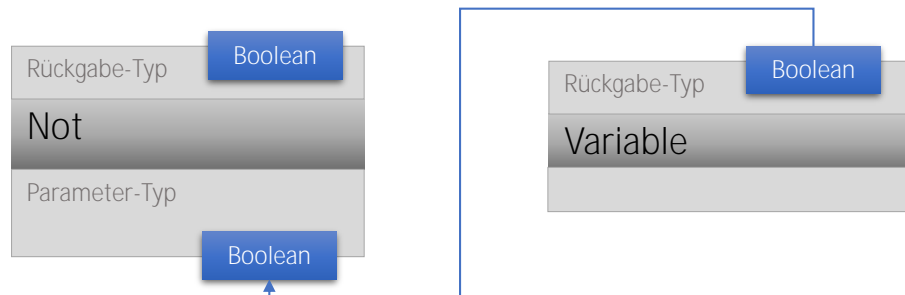 Rückgabe-Typ
Boolean
Not
Parameter-Typ
Boolean
Rückgabe-Typ
Boolean
Variable